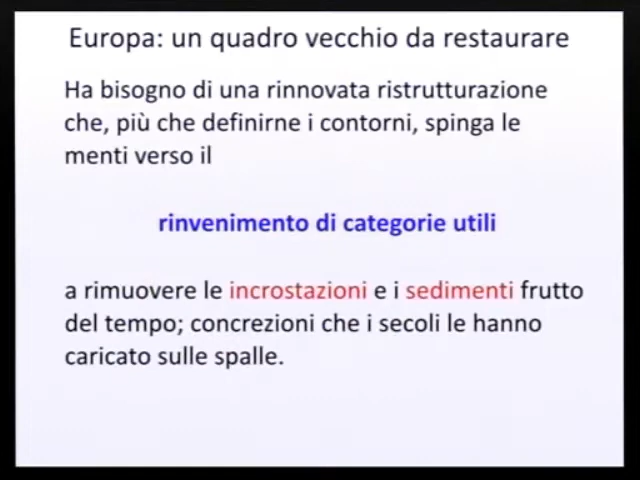 Europa: un quadro vecchio da restaurare
Ha bisogno di una rinnovata ristrutturazione
che, più che definirne i contorni, spinga le
menti verso il
rinvenimento di categorie utili
a rimuovere le incrostazioni e i sedimenti frutto
del tempo; concrezioni che i secoli le hanno
caricato sulle spalle.